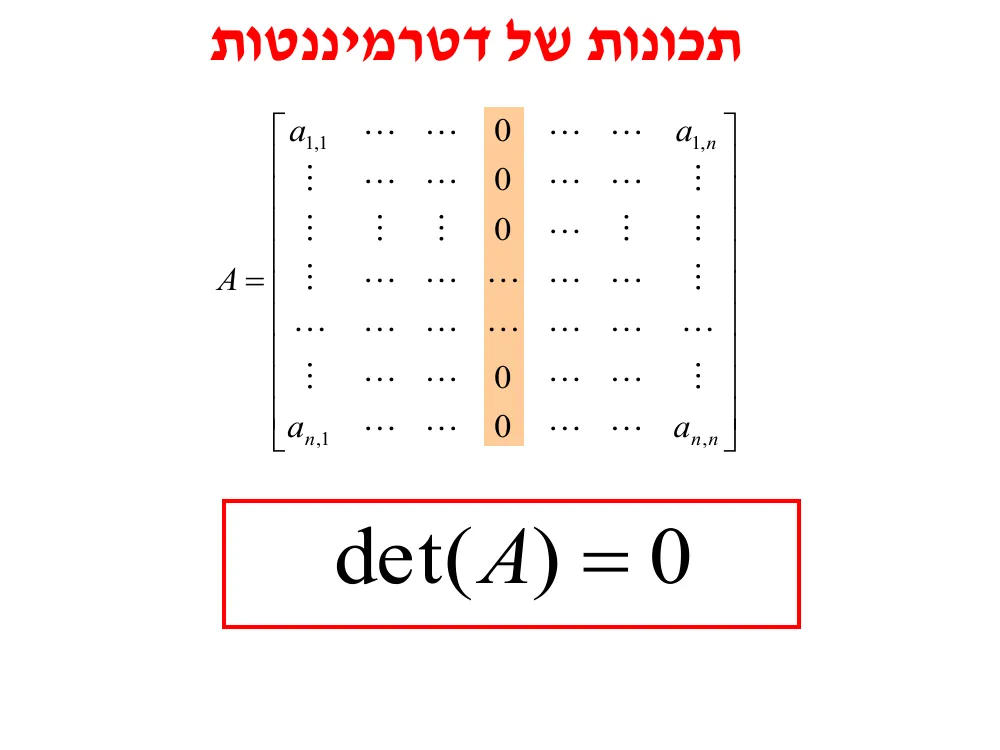 תכונות של דטרמיננטות
a₁,₁ ⋯ ⋯ 0 ⋯ ⋯ a₁,ₙ
⋮ ⋯ ⋯ 0 ⋯ ⋯ ⋮
⋮ ⋮ ⋮ 0 ⋯ ⋮ ⋮
A = ⋮ ⋯ ⋯ ⋯ ⋯ ⋯ ⋮
⋯ ⋯ ⋯ ⋯ ⋯ ⋯ ⋯
⋮ ⋯ ⋯ 0 ⋯ ⋯ ⋮
aₙ,₁ ⋯ ⋯ 0 ⋯ ⋯ aₙ,ₙ
det(A) = 0